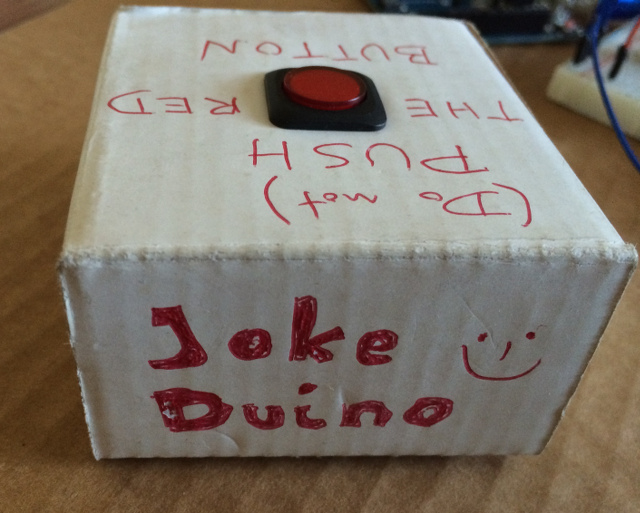 (Do not)
PUSH
THE RED
BUTTON
Joke
Duino